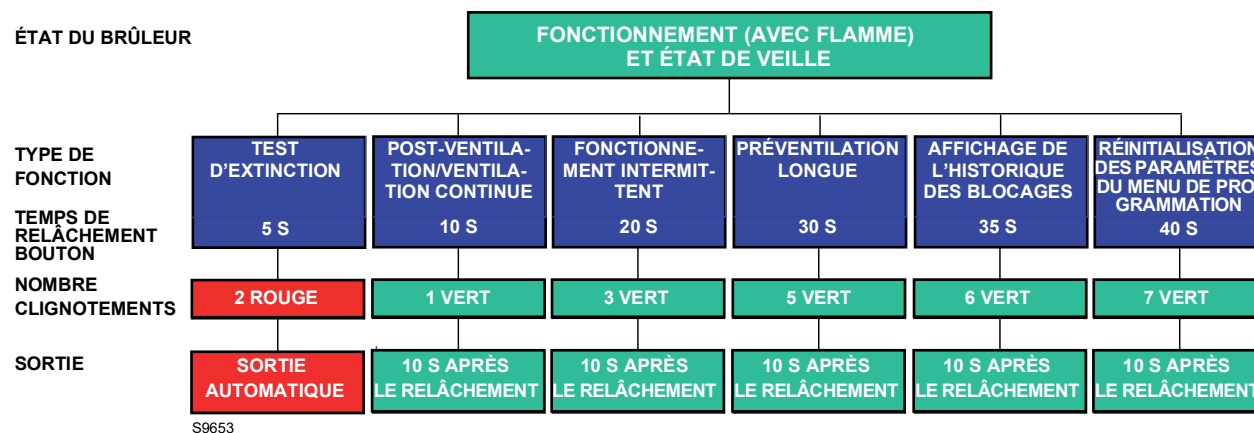 ÉTAT DU BRÛLEUR
FONCTIONNEMENT (AVEC FLAMME)
ET ÉTAT DE VEILLE
TYPE DE
FONCTION
TEST
D'EXTINCTION
POST-VENTILA-
TION/VENTILA-
TION CONTINUE
FONCTIONNE-
MENT INTERMIT-
TENT
PRÉVENTILATION
LONGUE
AFFICHAGE DE
L'HISTORIQUE
DES BLOCAGES
RÉINITIALISATION
DES PARAMÈTRES
DU MENU DE PRO
GRAMMATION
TEMPS DE
RELÂCHEMENT
BOUTON
5 S
10 S
20 S
30 S
35 S
40 S
NOMBRE
CLIGNOTEMENTS
2 ROUGE
1 VERT
3 VERT
5 VERT
6 VERT
7 VERT
SORTIE
SORTIE
AUTOMATIQUE
10 S APRÈS
LE RELÂCHEMENT
10 S APRÈS
LE RELÂCHEMENT
10 S APRÈS
LE RELÂCHEMENT
10 S APRÈS
LE RELÂCHEMENT
10 S APRÈS
LE RELÂCHEMENT
S9653